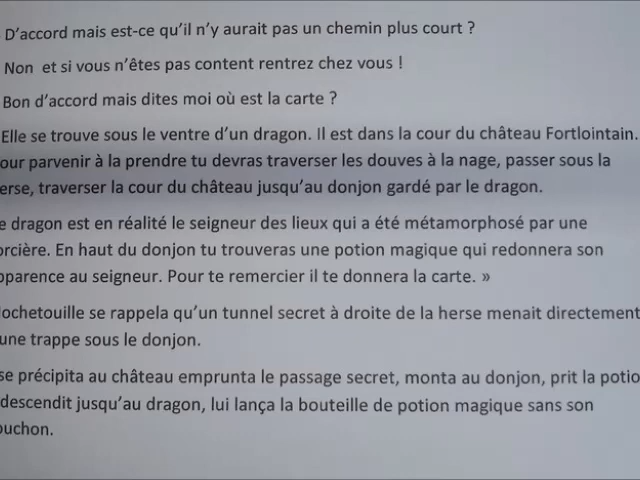 D'accord mais est-ce qu'il n'y aurait pas un chemin plus court ?
Non et si vous n'êtes pas content rentrez chez vous !
Bon d'accord mais dites moi où est la carte ?
Elle se trouve sous le ventre d'un dragon. Il est dans la cour du château Fortlointain.
our parvenir à la prendre tu devras traverser les douves à la nage, passer sous la
erse, traverser la cour du château jusqu'au donjon gardé par le dragon.
e dragon est en réalité le seigneur des lieux qui a été métamorphosé par une
orcière. En haut du donjon tu trouveras une potion magique qui redonnera son
pparence au seigneur. Pour te remercier il te donnera la carte. »
lochetouille se rappela qu'un tunnel secret à droite de la herse menait directement
une trappe sous le donjon.
se précipita au château emprunta le passage secret, monta au donjon, prit la potio
descendit jusqu'au dragon, lui lança la bouteille de potion magique sans son
ouchon.